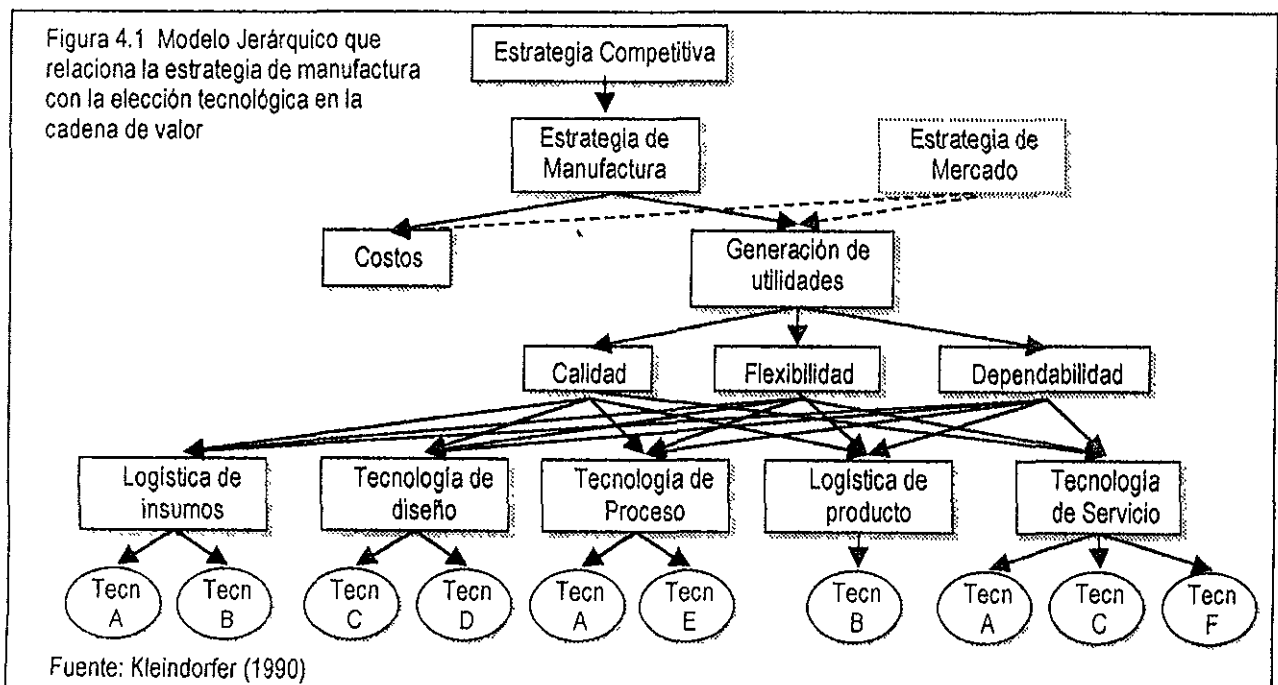 Figura 4.1 Modelo Jerárquico que
relaciona la estrategia de manufactura
con la elección tecnológica en la
cadena de valor
Estrategia Competitiva
Estrategia de
Manufactura
Estrategia de
Mercado
Costos
Generación de
utilidades
Calidad
Flexibilidad
Dependabilidad
Logística de
insumos
Tecnología de
diseño
Tecnología de
Proceso
Logística de
producto
Tecnología
de Servicio
Tecn
A
Tecn
B
Tecn
C
Tecn
D
Tecn
A
Tecn
E
Tecn
B
Tecn
A
Tecn
C
Tecn
F
Fuente: Kleindorfer (1990)